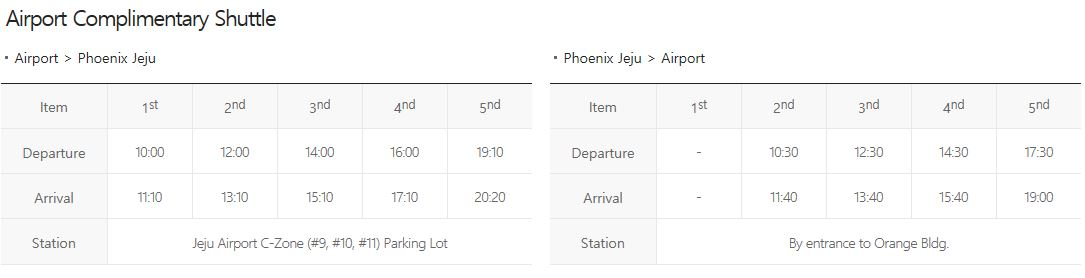 Airport Complimentary Shuttle
• Airport > Phoenix Jeju
Item 1st 2nd 3nd 4nd 5nd
Departure 10:00 12:00 14:00 16:00 19:10
Arrival 11:10 13:10 15:10 17:10 20:20
Station Jeju Airport C-Zone (#9, #10, #11) Parking Lot
• Phoenix Jeju > Airport
Item 1st 2nd 3nd 4nd 5nd
Departure - 10:30 12:30 14:30 17:30
Arrival - 11:40 13:40 15:40 19:00
Station By entrance to Orange Bldg.